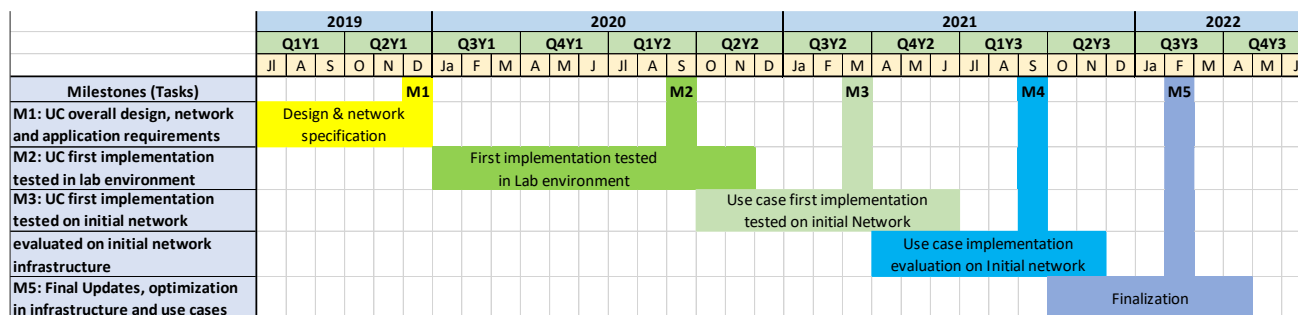 2019 2020 2021 2022
Q1Y1 Q2Y1 Q3Y1 Q4Y1 Q1Y2 Q2Y2 Q3Y2 Q4Y2 Q1Y3 Q2Y3 Q3Y3 Q4Y3
Jl A S O N D Ja F M A M J Jl A S O N D Ja F M A M J Jl A S O N D Ja F M A M J
Milestones (Tasks) M1 M2 M3 M4 M5
M1: UC overall design, network
and application requirements
Design & network
specification
M2: UC first implementation
tested in lab environment
First implementation tested
in Lab environment
M3: UC first implementation
tested on initial network
Use case first implementation
tested on initial Network
evaluated on initial network
infrastructure
Use case implementation
evaluation on Initial network
M5: Final Updates, optimization
in infrastructure and use cases
Finalization